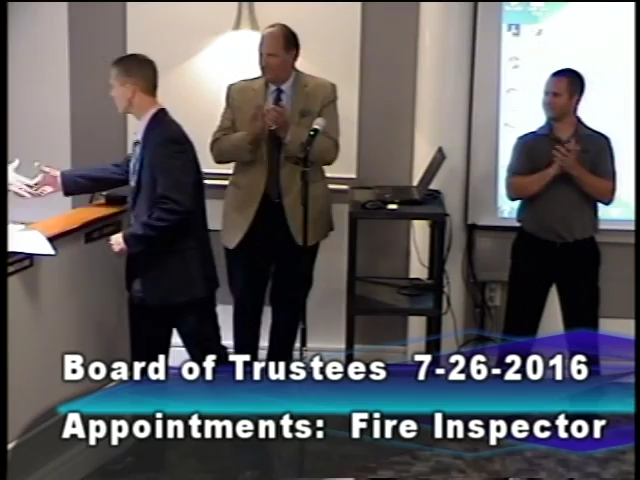 Board of Trustees 7-26-2016
Appointments: Fire Inspector